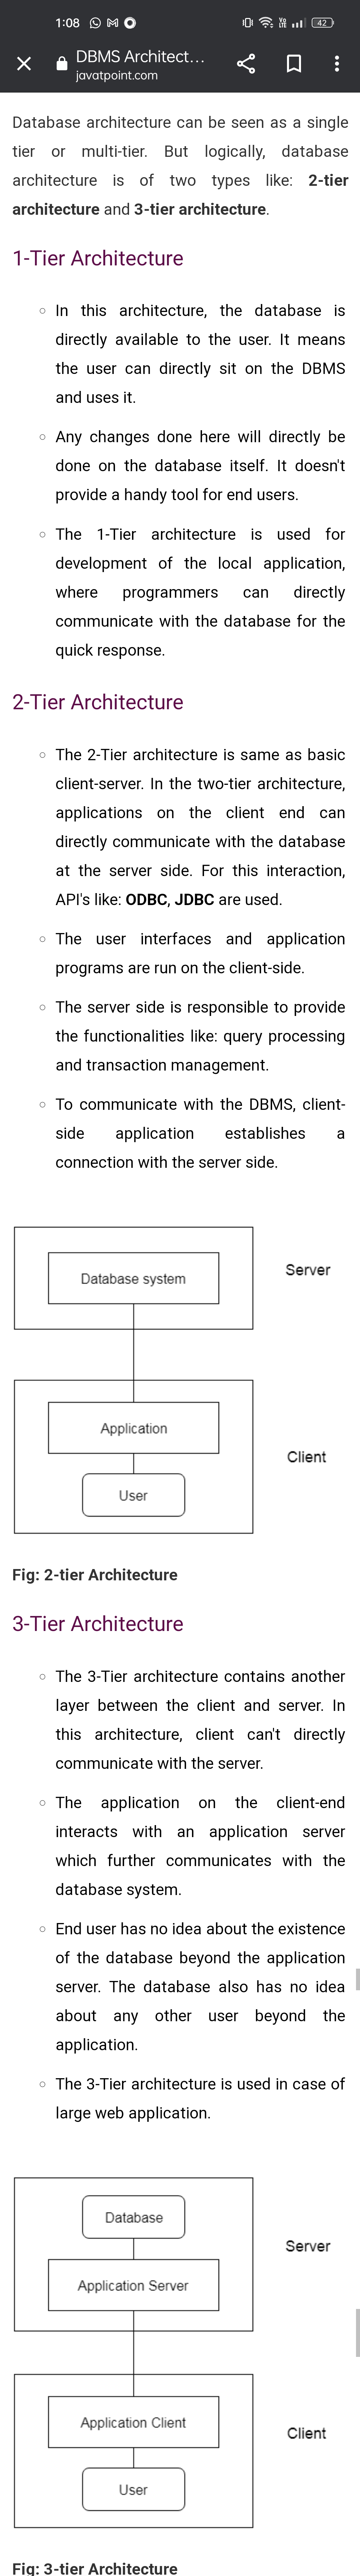 1:08
42
DBMS Architect...
javatpoint.com
Database architecture can be seen as a single
tier or multi-tier. But logically, database
architecture is of two types like: 2-tier
architecture and 3-tier architecture.
1-Tier Architecture
In this architecture, the database is
directly available to the user. It means
the user can directly sit on the DBMS
and uses it.
Any changes done here will directly be
done on the database itself. It doesn't
provide a handy tool for end users.
The 1-Tier architecture is used for
development of the local application,
where programmers can directly
communicate with the database for the
quick response.
2-Tier Architecture
The 2-Tier architecture is same as basic
client-server. In the two-tier architecture,
applications on the client end can
directly communicate with the database
at the server side. For this interaction,
API's like: ODBC, JDBC are used.
The user interfaces and application
programs are run on the client-side.
The server side is responsible to provide
the functionalities like: query processing
and transaction management.
To communicate with the DBMS, client-
side application establishes a
connection with the server side.
Database system
Server
Application
Client
User
Fig: 2-tier Architecture
3-Tier Architecture
The 3-Tier architecture contains another
layer between the client and server. In
this architecture, client can't directly
communicate with the server.
The application on the client-end
interacts with an application server
which further communicates with the
database system.
End user has no idea about the existence
of the database beyond the application
server. The database also has no idea
about any other user beyond the
application.
The 3-Tier architecture is used in case of
large web application.
Database
Server
Application Server
Application Client
Client
User
Fig: 3-tier Architecture